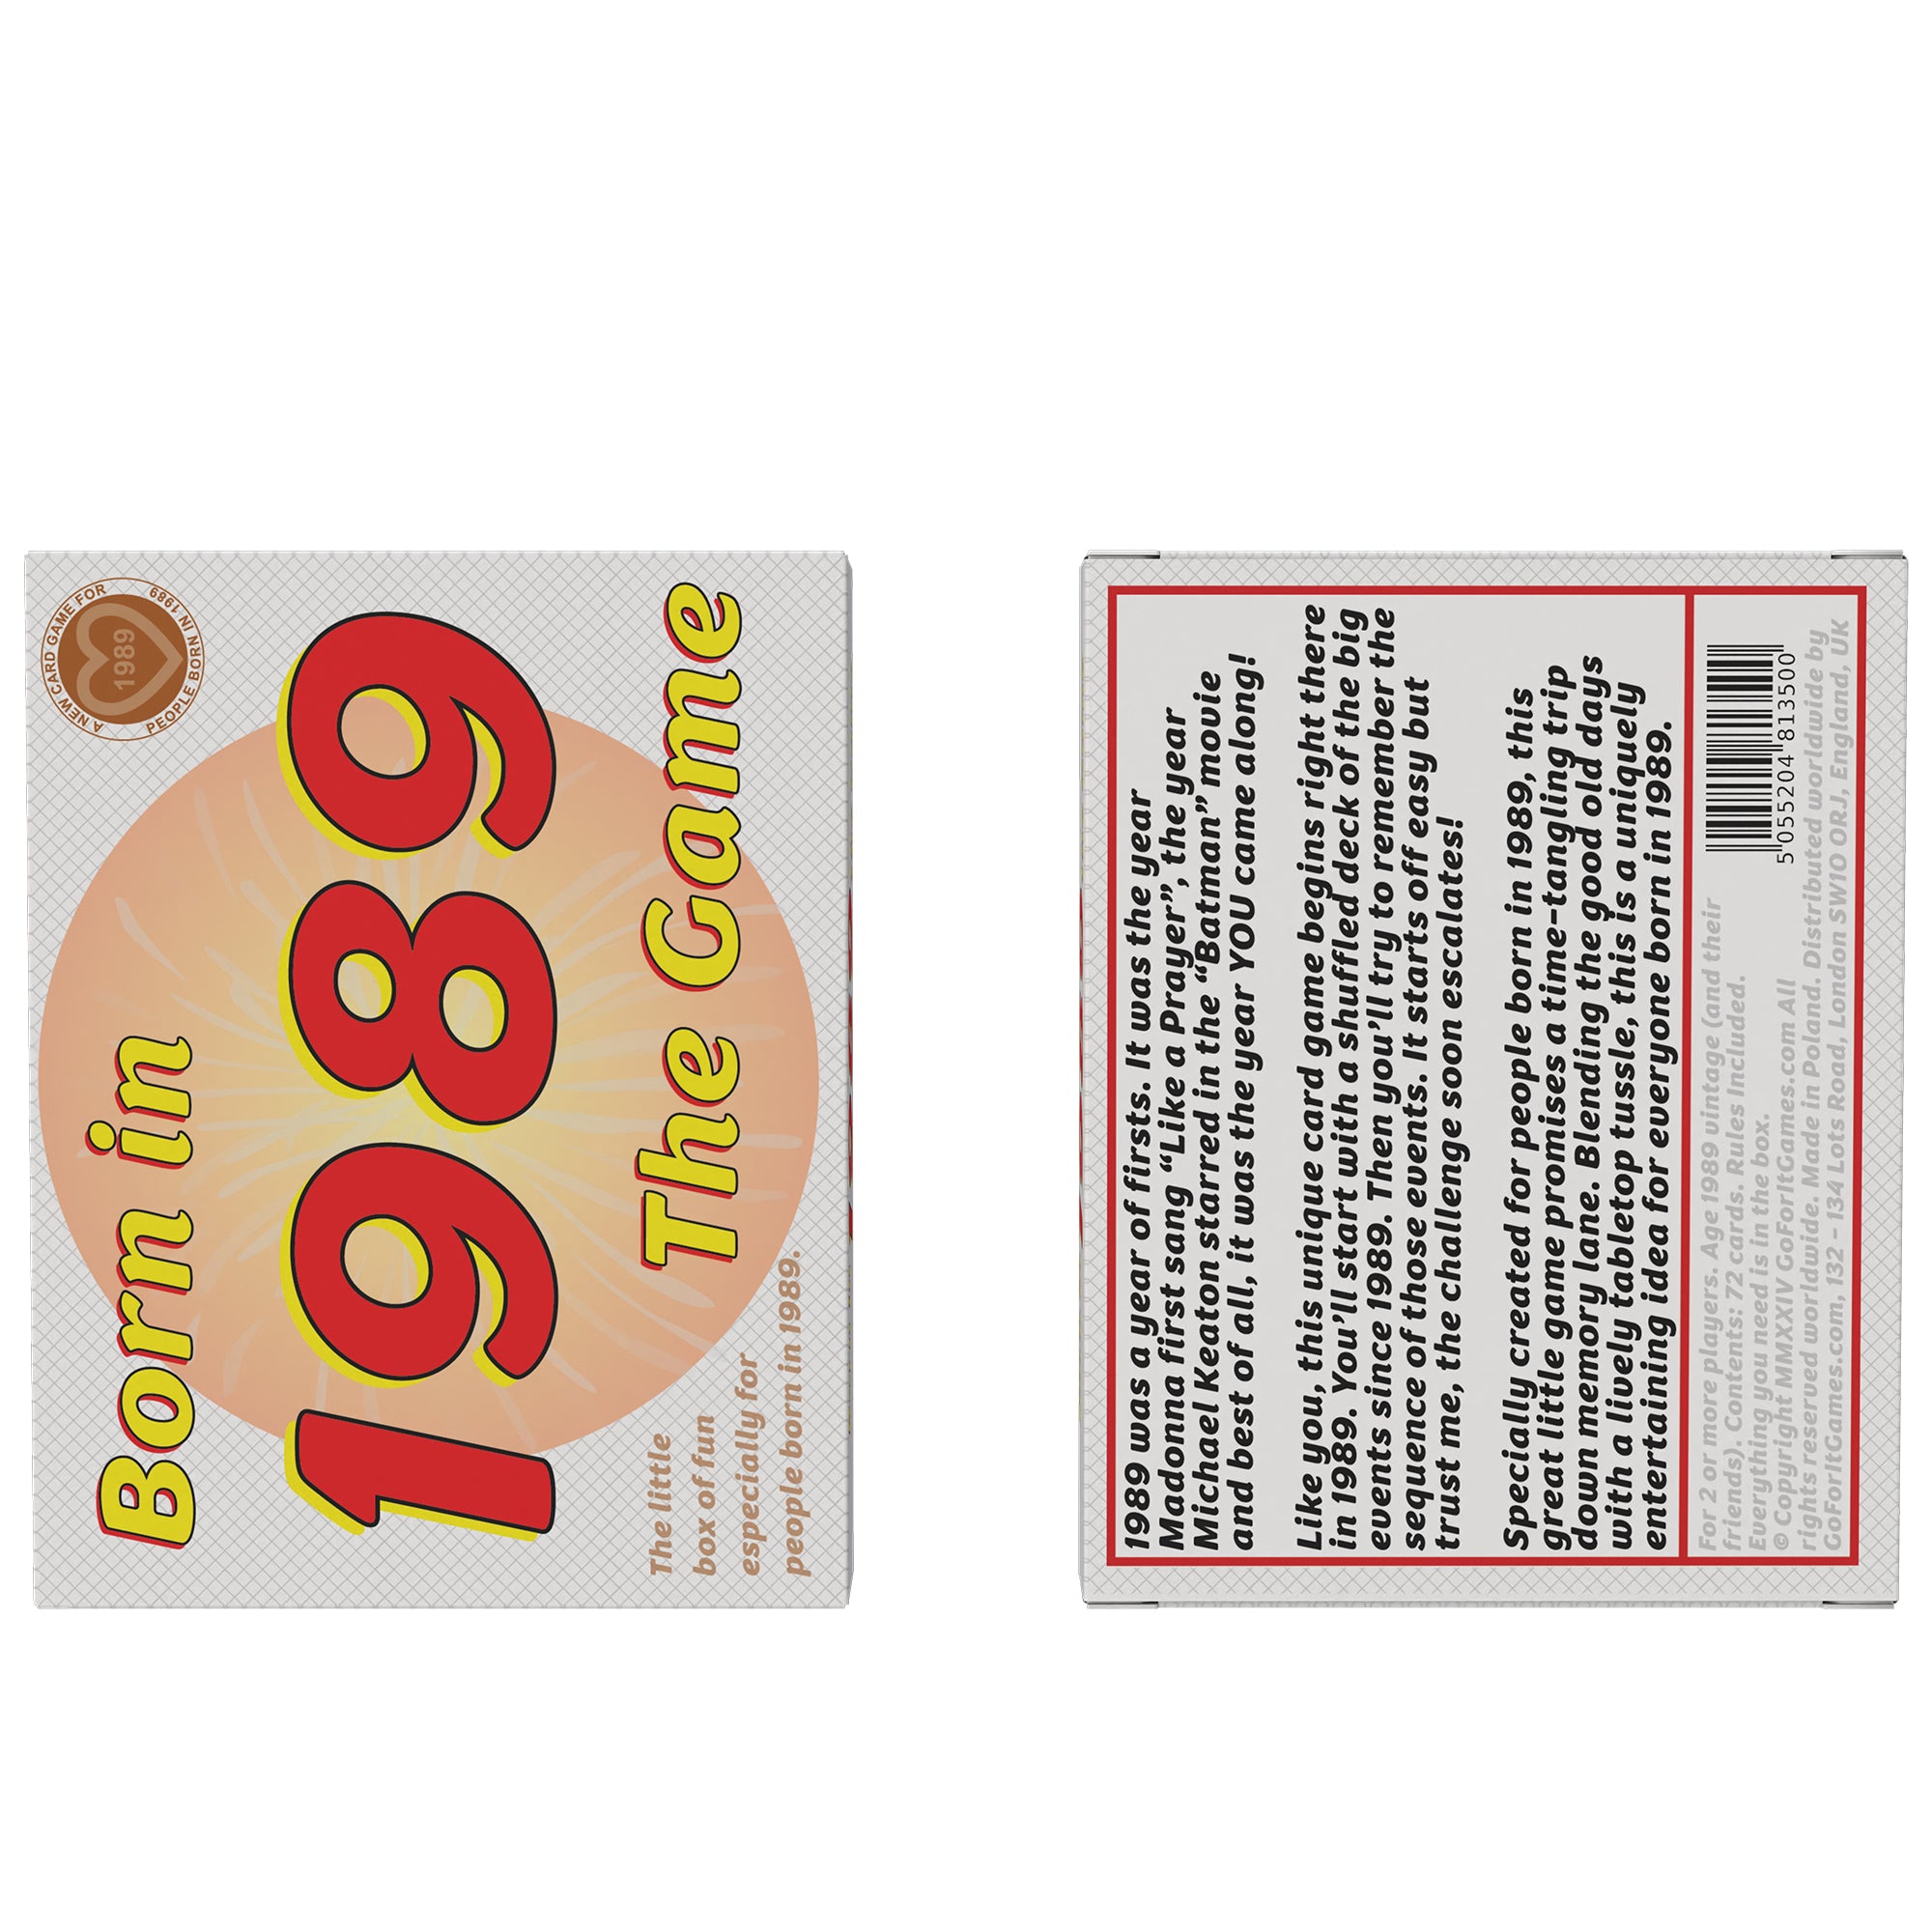 A NEW CARD GAME FOR
PEOPLE BORN IN 1989
1989
Born in
1989
The Game
The little
box of fun
especially for
people born in 1989.
1989 was a year of firsts. It was the year
Madonna first sang “Like a Prayer”, the year
Michael Keaton starred in the “Batman” movie
and best of all, it was the year YOU came along!
Like you, this unique card game begins right there
in 1989. You’ll start with a shuffled deck of the big
events since 1989. Then you’ll try to remember the
sequence of those events. It starts off easy but
trust me, the challenge soon escalates!
Specially created for people born in 1989, this
great little game promises a time-tangling trip
down memory lane. Blending the good old days
with a lively tabletop tussle, this is a uniquely
entertaining idea for everyone born in 1989.
For 2 or more players. Age 1989 vintage (and their
friends). Contents: 72 cards. Rules Included.
Everything you need is in the box.
© Copyright MMXXIV GoForItGames.com All
rights reserved worldwide. Made in Poland. Distributed worldwide by
GoForItGames.com, 132 - 134 Lots Road, London SW10 0RJ, England, UK
5 055204 813500